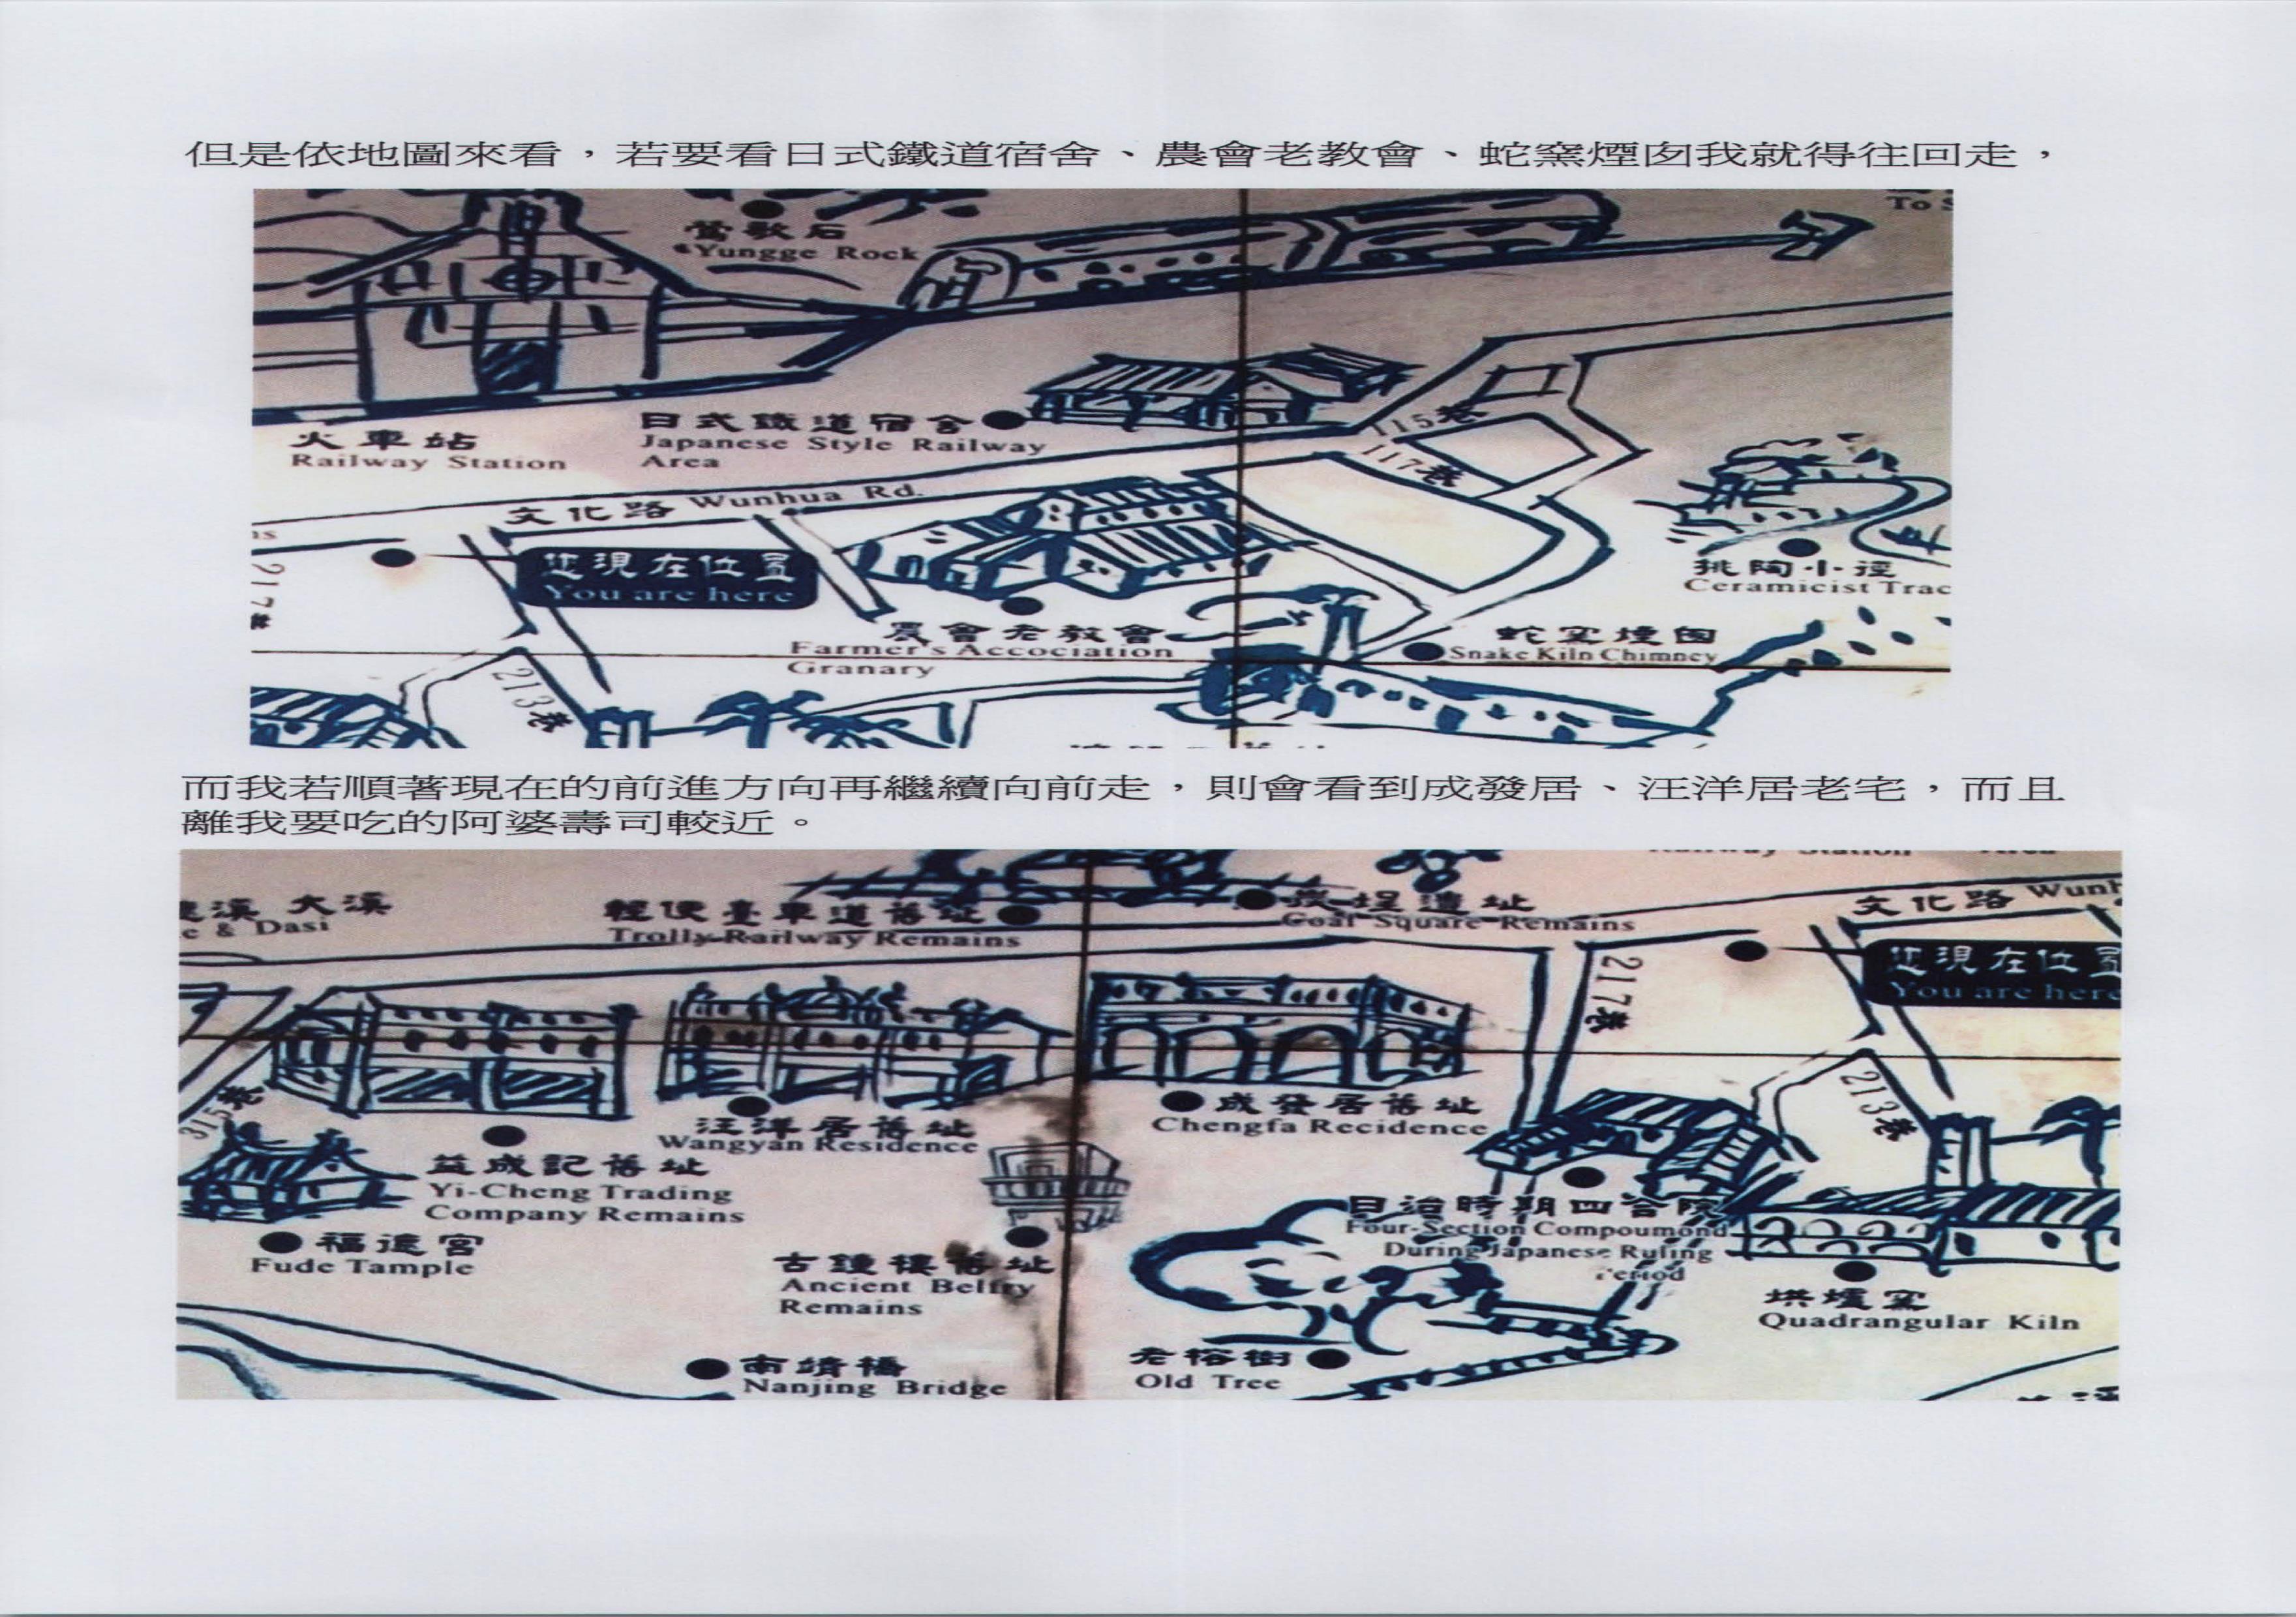 但是依地圖來看，若要看日式鐵道宿舍、農會老教會、蛇窯煙囱我就得往回走，
To S
鶯歌石
Yungge Rock
日式鐵道宿舍
Japanese Style Railway
Area
火車站
Railway Station
115巷
117巷
文化路 Wunhua Rd.
您現在位置
You are here
217巷
挑陶小徑
Ceramicist Trac
農會老教會
Farmer's Accociation
Granary
蛇窯煙囪
Snake Kiln Chimney
213巷
而我若順著現在的前進方向再繼續向前走，則會看到成發居、汪洋居老宅，而且
離我要吃的阿婆壽司較近。
溪 大溪
e & Dasi
輕便臺車道舊址
Trolly Railway Remains
炭埕遺址
Coal Square Remains
文化路 Wunh
您現在位置
You are here
217巷
213巷
315巷
汪洋居舊址
Wangyan Residence
成發居舊址
Chengfa Recidence
益成記舊址
Yi-Cheng Trading
Company Remains
日治時期四合院
Four-Section Compoumond
During Japanese Ruling
Period
福德宮
Fude Tample
古鐘樓舊址
Ancient Belfry
Remains
Quadrangular Kiln
南靖橋
Nanjing Bridge
老榕樹
Old Tree